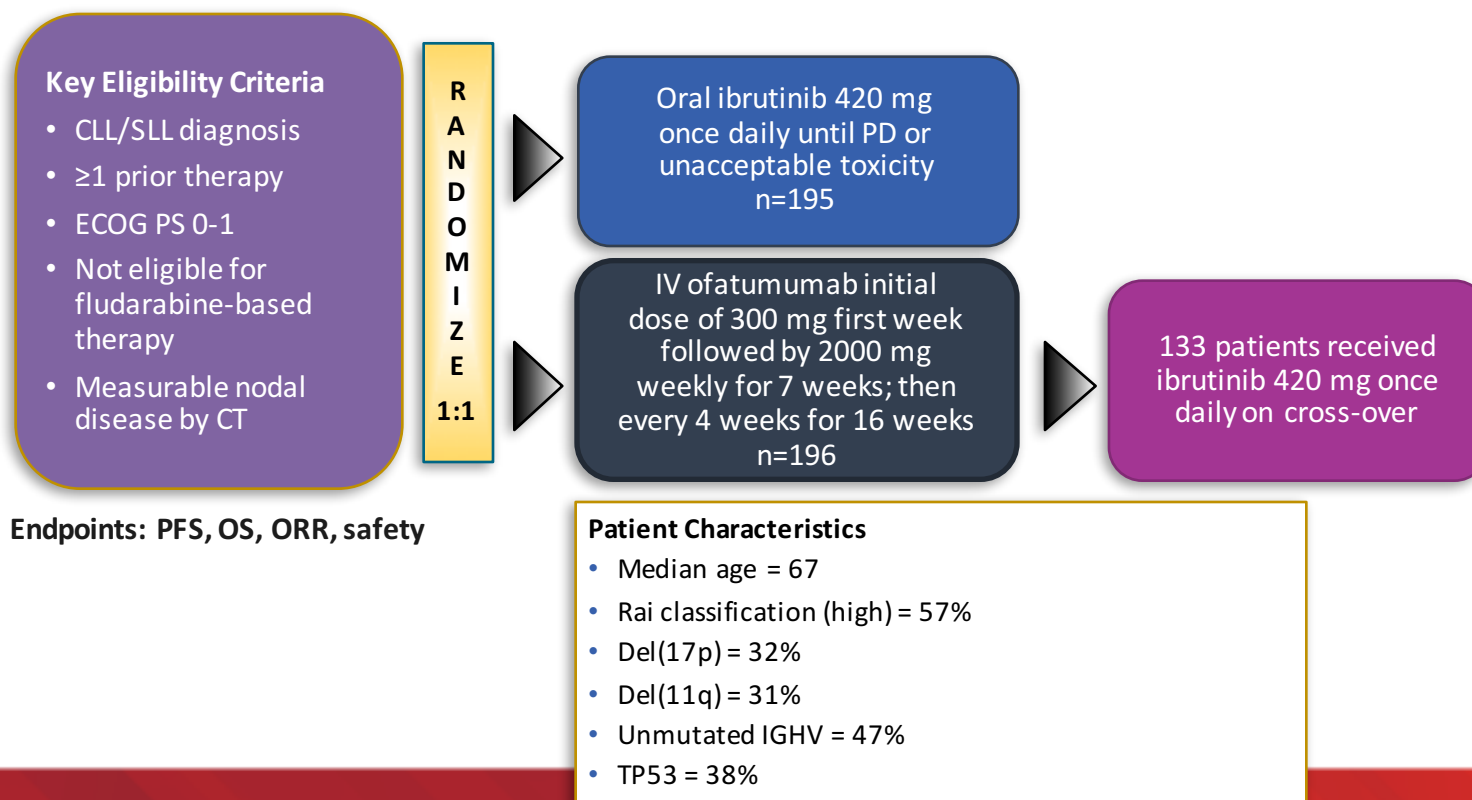 Key Eligibility Criteria
• CLL/SLL diagnosis
• ≥1 prior therapy
• ECOG PS 0-1
• Not eligible for
fludarabine-based
therapy
• Measurable nodal
disease by CT
R
A
N
D
O
M
I
Z
E
1:1
Oral ibrutinib 420 mg
once daily until PD or
unacceptable toxicity
n=195
IV ofatumumab initial
dose of 300 mg first week
followed by 2000 mg
weekly for 7 weeks; then
every 4 weeks for 16 weeks
n=196
133 patients received
ibrutinib 420 mg once
daily on cross-over
Endpoints: PFS, OS, ORR, safety
Patient Characteristics
• Median age = 67
• Rai classification (high) = 57%
• Del(17p) = 32%
• Del(11q) = 31%
• Unmutated IGHV = 47%
• TP53 = 38%